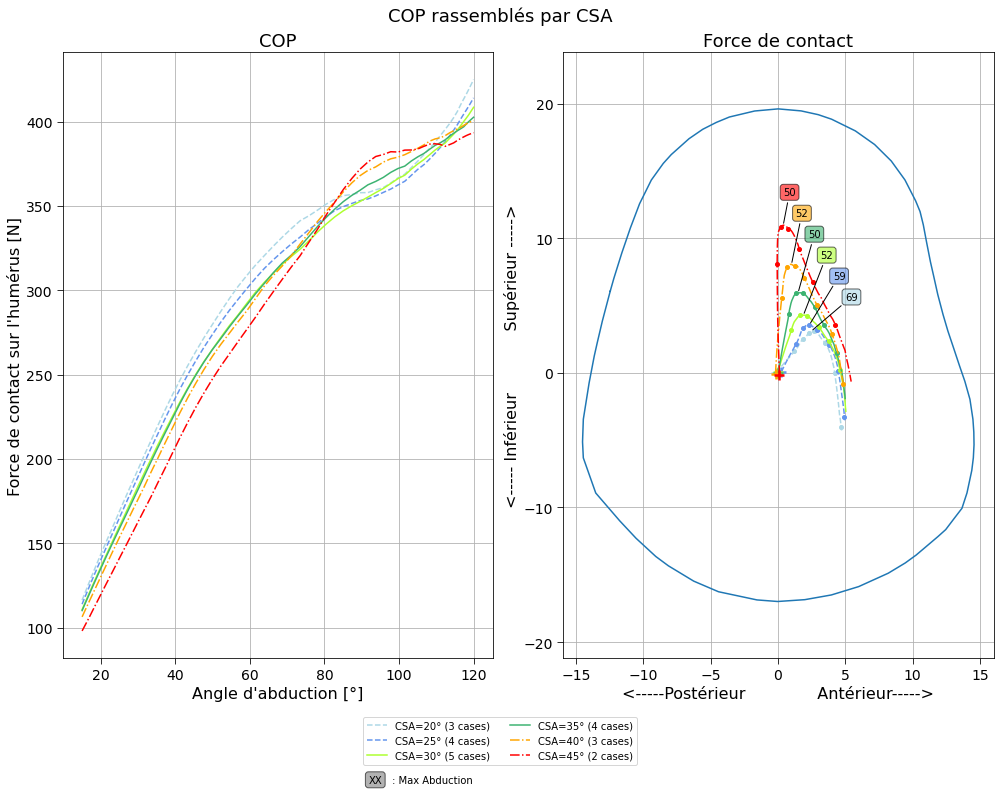 COP rassemblés par CSA
COP
Force de contact sur l'humérus [N]
400
350
300
250
200
150
100
20
40
60
80
100
120
Angle d'abduction [°]
Force de contact
<----- Inférieur
Supérieur ----->
20
10
0
−10
−20
50
52
50
52
59
69
−15
−10
−5
0
5
10
15
<-----Postérieur
Antérieur----->
CSA=20° (3 cases)
CSA=25° (4 cases)
CSA=30° (5 cases)
CSA=35° (4 cases)
CSA=40° (3 cases)
CSA=45° (2 cases)
XX : Max Abduction